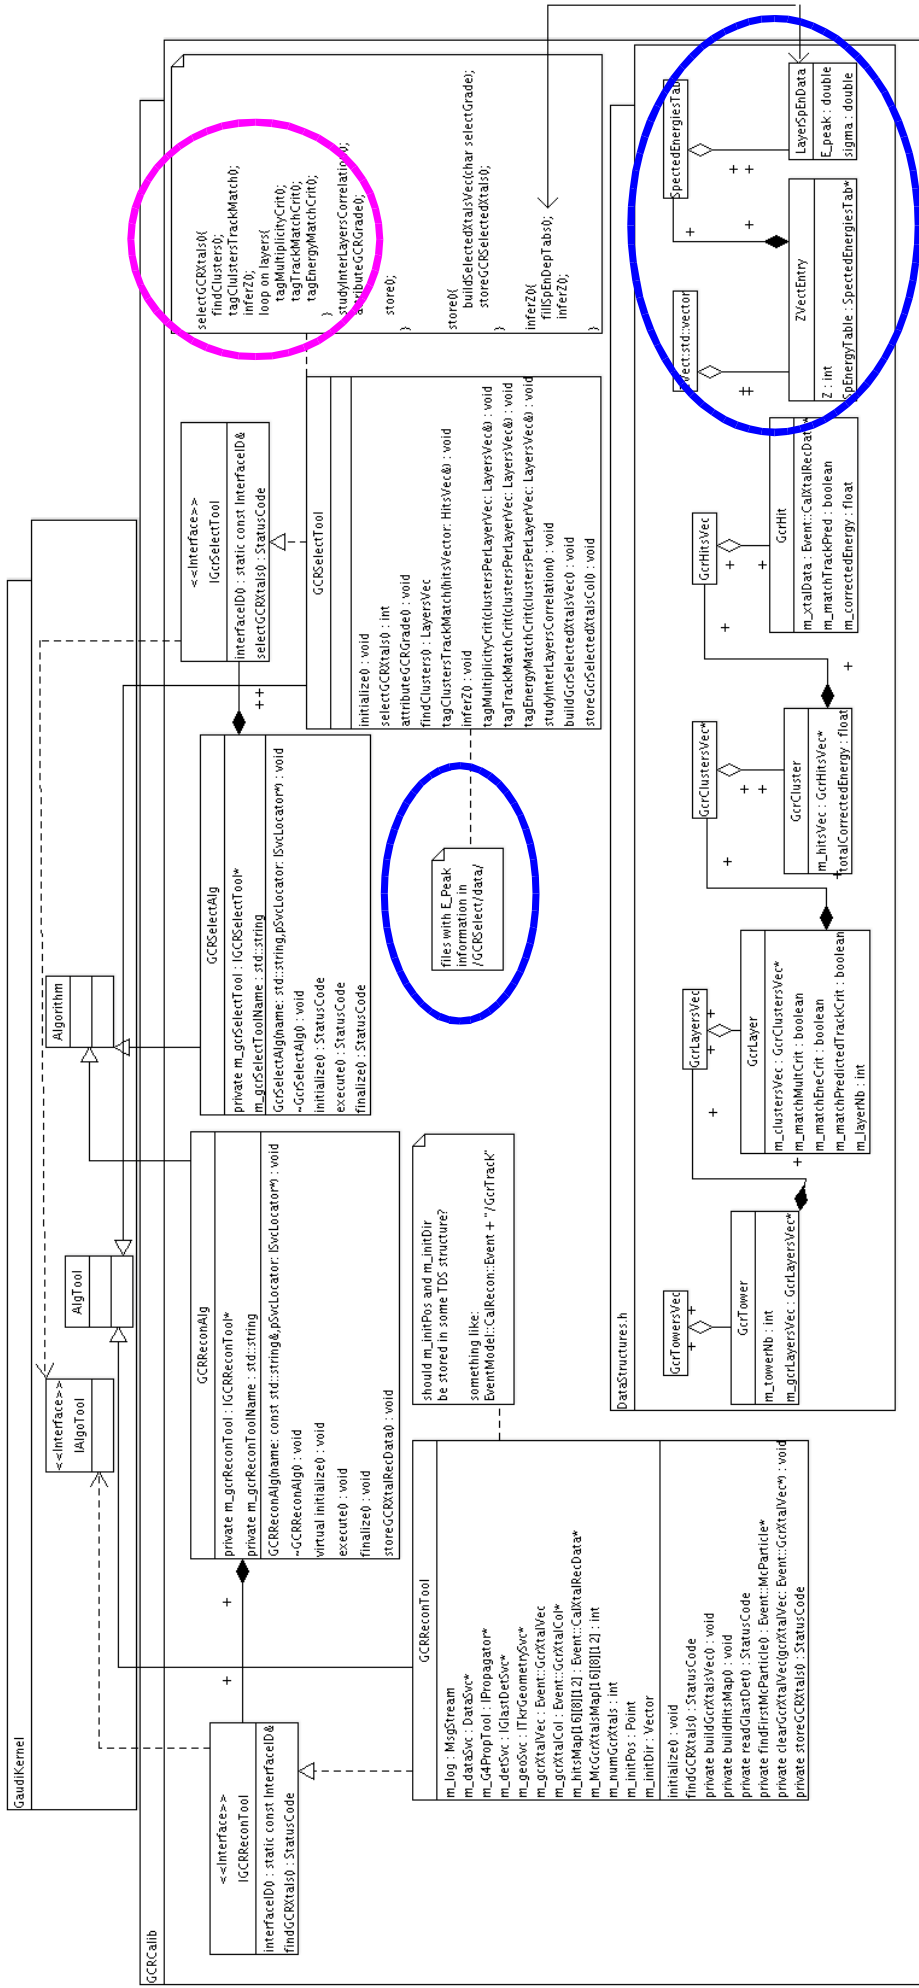 GaudiKernel
<<Interface>>
IAlgoTool
AlgTool
Algorithm
GCRCalib
<<Interface>>
IGCRReconTool
interfaceID() : static const InterfaceID&
findGCRXtals() : StatusCode
GCRReconAlg
private m_gcrReconTool : IGCRReconTool*
private m_gcrReconToolName : std::string
GCRReconAlg(name: const std::string&,pSvcLocator: ISvcLocator*) : void
~GCRReconAlg() : void
virtual initialize() : void
execute() : void
finalize() : void
storeGCRXtalRecData() : void
GCRSelectAlg
private m_gcrSelectTool : IGCRSelectTool*
m_gcrSelectToolName : std::string
GcrSelectAlg(name: std::string,pSvcLocator: ISvcLocator*) : void
~GcrSelectAlg() : void
initialize() : StatusCode
execute() : StatusCode
finalize() : StatusCode
<<Interface>>
IGcrSelectTool
interfaceID() : static const InterfaceID&
selectGCRXtals() : StatusCode
GCRReconTool
m_log : MsgStream
m_dataSvc : DataSvc*
m_G4PropTool : IPropagator*
m_detSvc : IGlastDetSvc*
m_geoSvc : ITkrGeometrySvc*
m_gcrXtalVec : Event::GcrXtalVec
m_gcrXtalCol : Event::GcrXtalCol*
m_hitsMap[16][8][12] : Event::CalXtalRecData*
m_McGcrXtalsMap[16][8][12] : int
m_numGcrXtals : int
m_initPos : Point
m_initDir : Vector
initialize() : void
findGCRXtals() : StatusCode
private buildGcrXtalsVec() : void
private buildHitsMap() : void
private readGlastDet() : StatusCode
private findFirstMcParticle() : Event::McParticle*
private clearGcrXtalVec(gcrXtalVec: Event::GcrXtalVec*) : void
private storeGCRXtals() : StatusCode
should m_initPos and m_initDir
be stored in some TDS structure?
something like:
EventModel::CalRecon::Event + "/GcrTrack"
files with E_Peak
information in
/GCRSelect/data/
GCRSelectTool
initialize() : void
selectGCRXtals() : int
attributeGCRGrade() : void
findClusters() : LayersVec
tagClustersTrackMatch(hitsVector: HitsVec&) : void
inferZ() : void
tagMultiplicityCrit(clustersPerLayerVec: LayersVec&) : void
tagTrackMatchCrit(clustersPerLayerVec: LayersVec&) : void
tagEnergyMatchCrit(clustersPerLayerVec: LayersVec&) : void
studyInterLayersCorrelation() : void
buildGcrSelectedXtalsVec() : void
storeGcrSelectedXtalsCol() : void
selectGCRXtals(){
findClusters();
tagClulstersTrackMatch();
inferZ();
loop on layers{
tagMultiplicityCrit();
tagTrackMatchCrit();
tagEnergyMatchCrit();
}
studyInterLayersCorrelation();
attributeGCRGrade();
store();
}
store(){
buildSelectedXtalsVec(char selectGrade);
storeGCRSelectedXtals();
}
inferZ(){
fillSpEnDepTabs();
inferZ();
}
DataStructures.h
GcrTowersVec
GcrTower
m_towerNb : int
m_gcrLayersVec : GcrLayersVec*
GcrLayersVec
GcrLayer
m_clustersVec : GcrClustersVec*
m_matchMultCrit : boolean
m_matchEneCrit : boolean
m_matchPredictedTrackCrit : boolean
m_layerNb : int
GcrClustersVec*
GcrCluster
m_hitsVec : GcrHitsVec*
totalCorrectedEnergy : float
GcrHitsVec
GcrHit
m_xtalData : Event::CalXtalRecData*
m_matchTrackPred : boolean
m_correctedEnergy : float
Vect:std::vector
ZVectEntry
Z : int
SpEnergyTable : SpectedEnergiesTab*
SpectedEnergiesTab
LayerSpEnData
E_peak : double
sigma : double